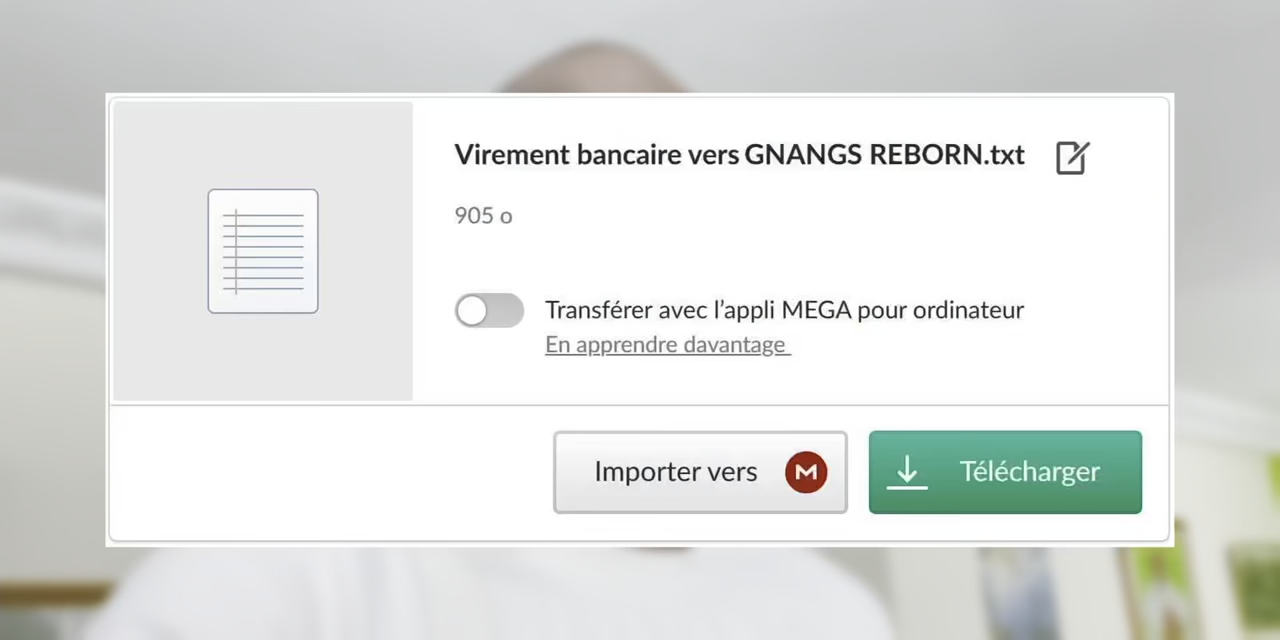 Virement bancaire vers GNANGS REBORN.txt
905 o
Transférer avec l’appli MEGA pour ordinateur
En apprendre davantage
Importer vers M
Télécharger